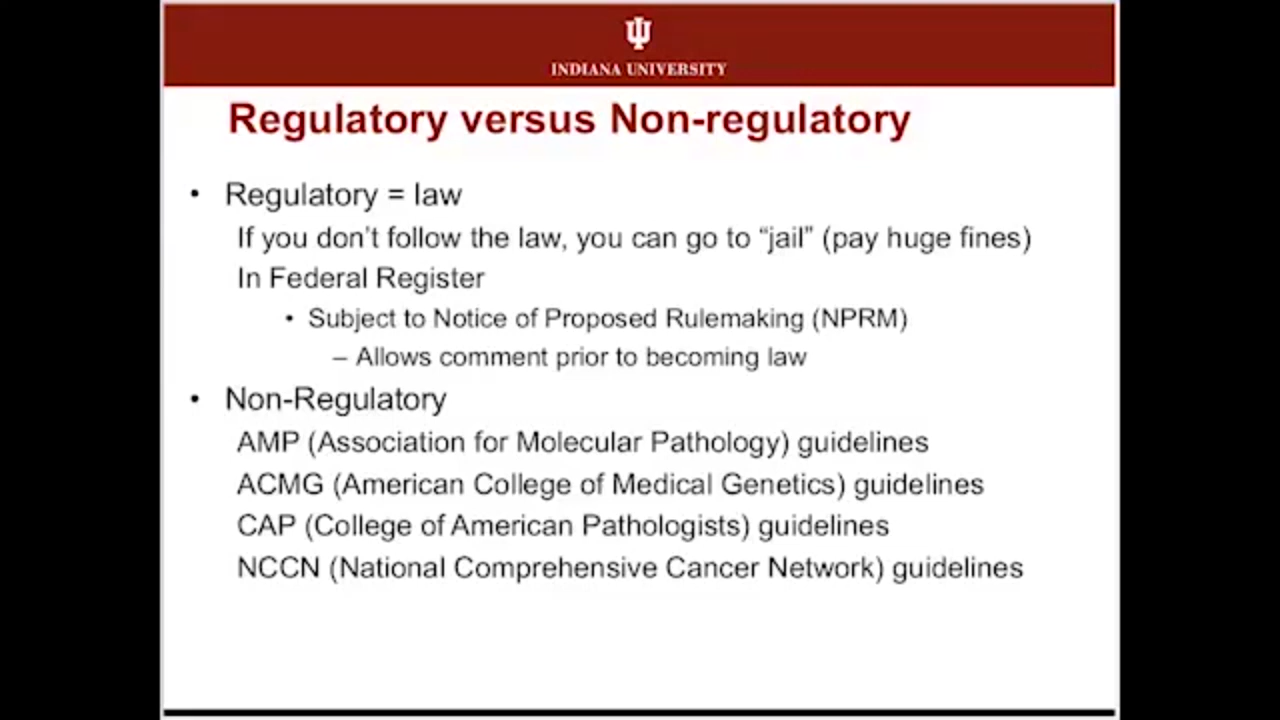 INDIANA UNIVERSITY
Regulatory versus Non-regulatory
• Regulatory = law
If you don't follow the law, you can go to “jail” (pay huge fines)
In Federal Register
• Subject to Notice of Proposed Rulemaking (NPRM)
– Allows comment prior to becoming law
• Non-Regulatory
AMP (Association for Molecular Pathology) guidelines
ACMG (American College of Medical Genetics) guidelines
CAP (College of American Pathologists) guidelines
NCCN (National Comprehensive Cancer Network) guidelines